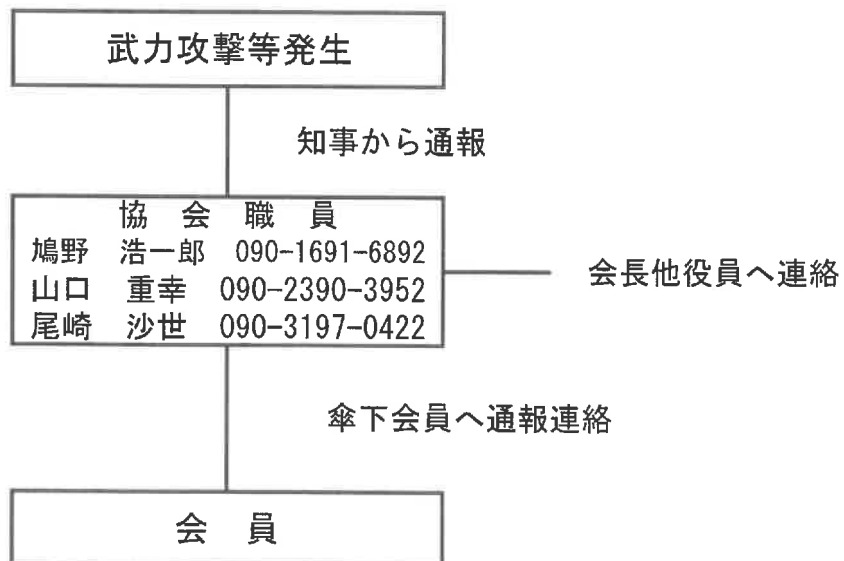 武力攻撃等発生
知事から通報
協会職員
鳩野 浩一郎 090-1691-6892
山口 重幸 090-2390-3952
尾崎 沙世 090-3197-0422
会長他役員へ連絡
傘下会員へ通報連絡
会員